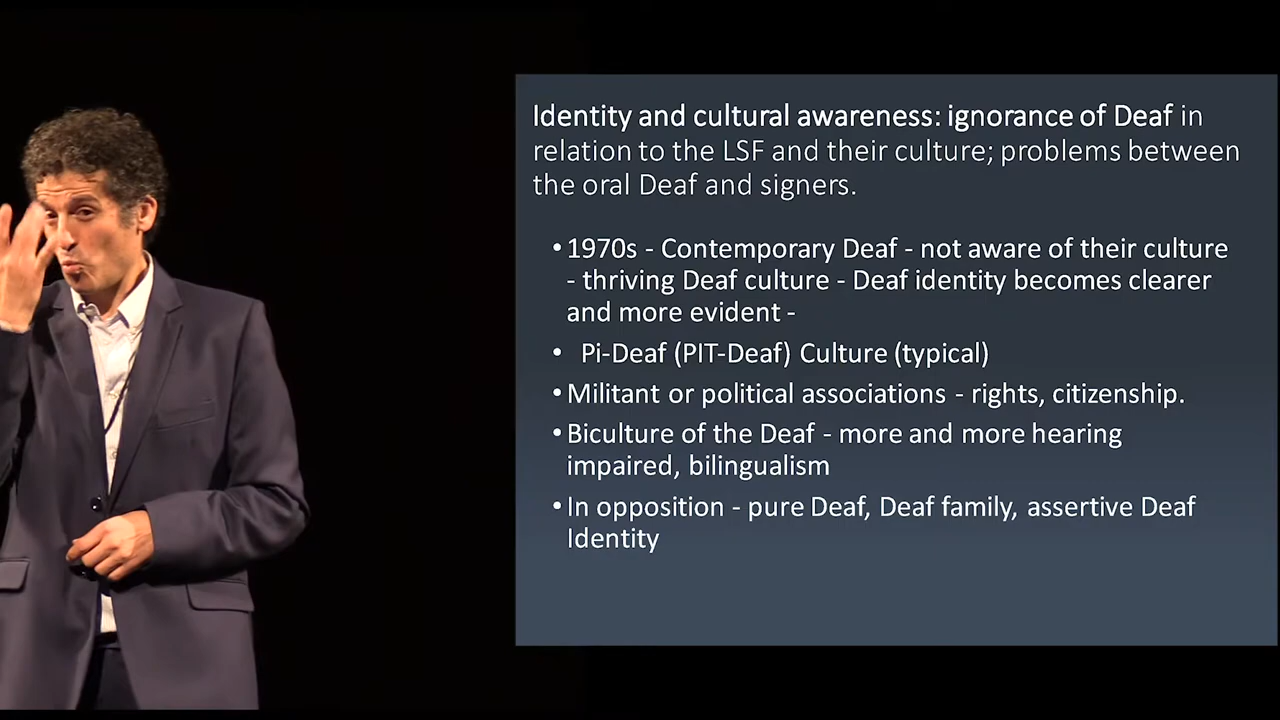 Identity and cultural awareness: ignorance of Deaf in
relation to the LSF and their culture; problems between
the oral Deaf and signers.
• 1970s - Contemporary Deaf - not aware of their culture
- thriving Deaf culture - Deaf identity becomes clearer
and more evident -
• Pi-Deaf (PIT-Deaf) Culture (typical)
• Militant or political associations - rights, citizenship.
• Biculture of the Deaf - more and more hearing
impaired, bilingualism
• In opposition - pure Deaf, Deaf family, assertive Deaf
Identity